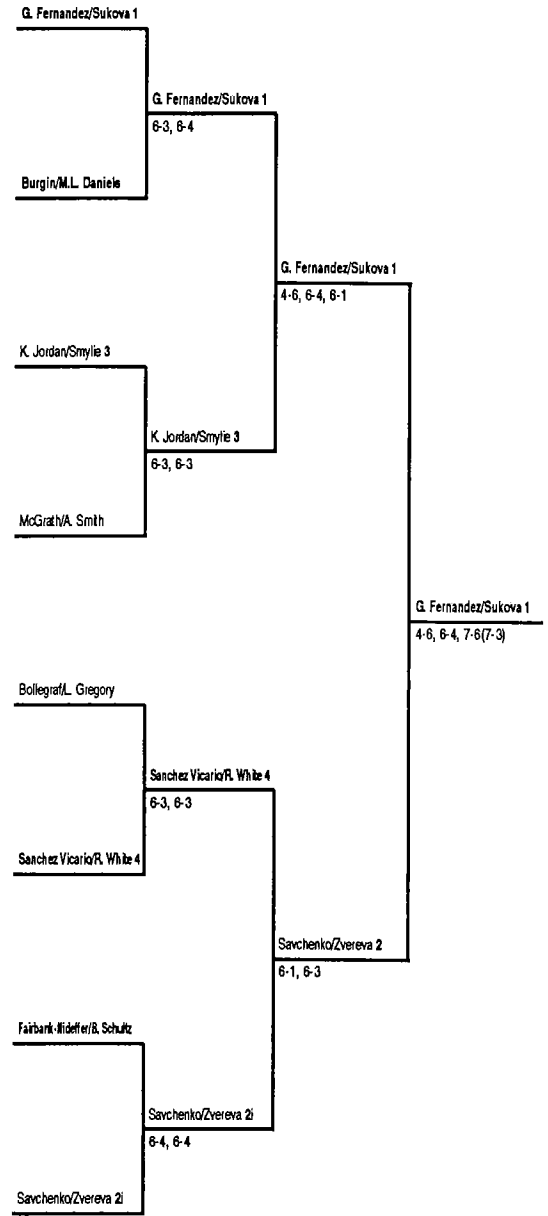 G. Fernandez/Sukova 1
G. Fernandez/Sukova 1
6-3, 6-4
Burgin/M.L. Daniels
G. Fernandez/Sukova 1
4-6, 6-4, 6-1
K. Jordan/Smylie 3
K. Jordan/Smylie 3
6-3, 6-3
McGrath/A. Smith
G. Fernandez/Sukova 1
4-6, 6-4, 7-6(7-3)
Bollegraf/L. Gregory
Sanchez Vicario/R. White 4
6-3, 6-3
Sanchez Vicario/R. White 4
Savchenko/Zvereva 2
6-1, 6-3
Fairbank-Nideffer/B. Schultz
Savchenko/Zvereva 2i
6-4, 6-4
Savchenko/Zvereva 2i